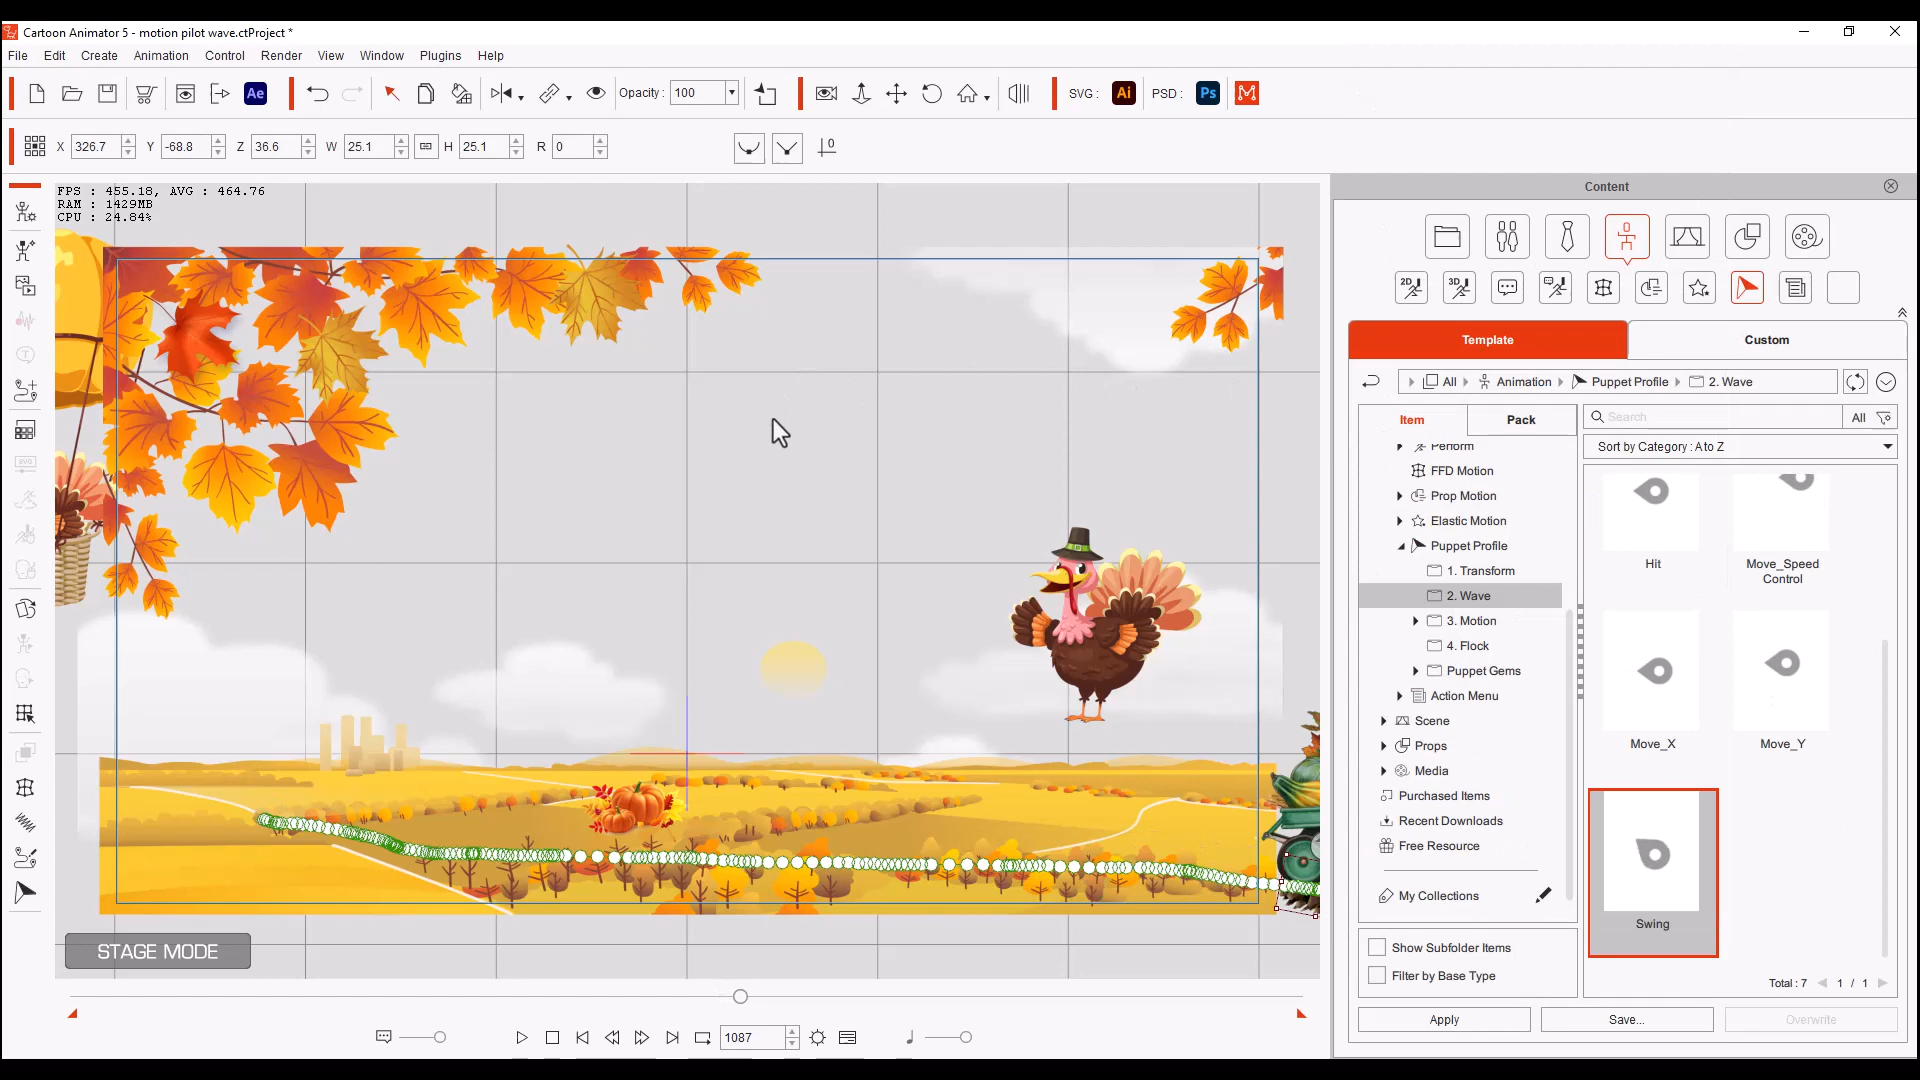 Cartoon Animator 5 - motion pilot wave.ctProject *
File Edit Create Animation Control Render View Window Plugins Help
Ae Opacity : 100 SVG : Ai PSD : Ps
X 326.7 Y -68.8 Z 36.6 W 25.1 H 25.1 R 0 0
FPS : 455.18, AVG : 464.76
RAM : 1429MB
CPU : 24.84%
STAGE MODE
1087
Content
2D 3D
Template Custom
All Animation Puppet Profile 2. Wave
Item Pack
Search All
Sort by Category : A to Z
Perform
FFD Motion
Prop Motion
Elastic Motion
Puppet Profile
1. Transform
2. Wave
3. Motion
4. Flock
Puppet Gems
Action Menu
Scene
Props
Media
Purchased Items
Recent Downloads
Free Resource
My Collections
Show Subfolder Items
Filter by Base Type
Hit
Move_Speed
Control
Move_X
Move_Y
Swing
Total : 7 1 / 1
Apply Save... Overwrite